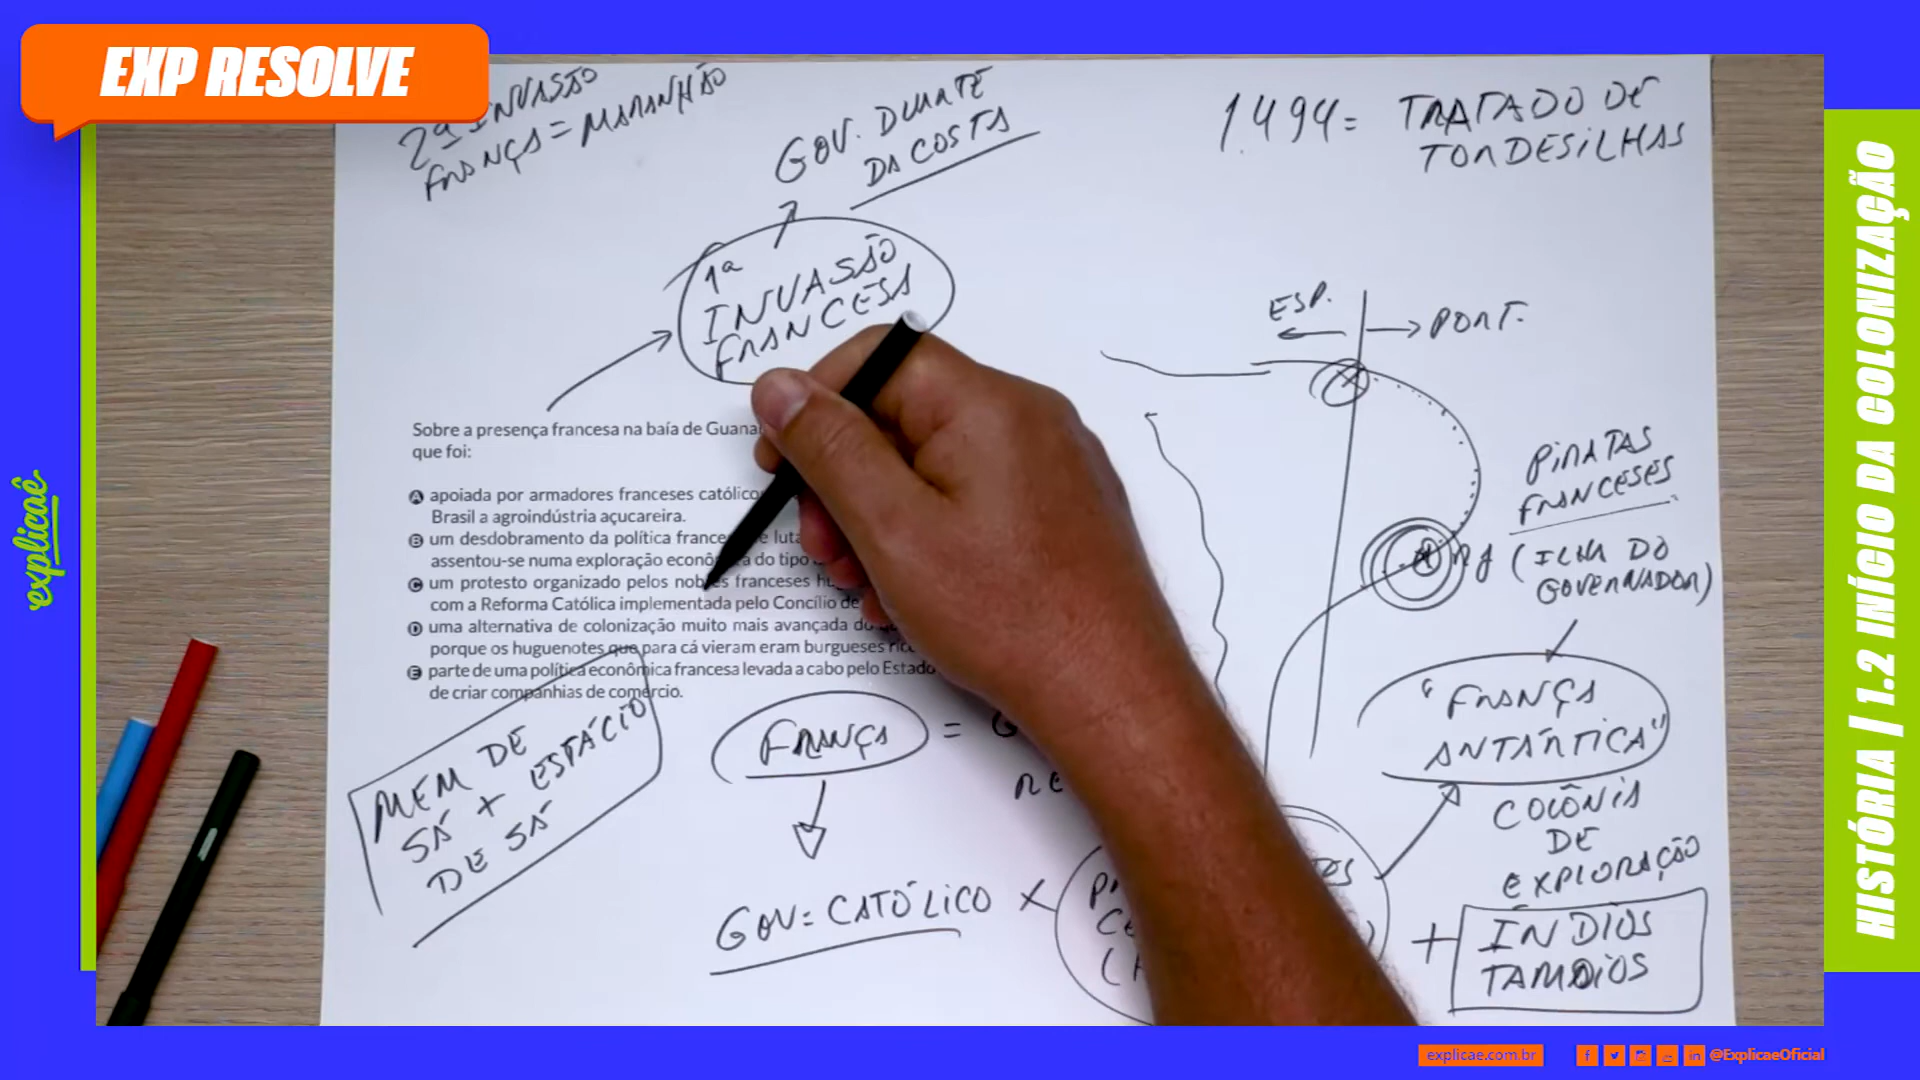 EXP RESOLVE
2ª INVASÃO
FRANÇA = MARANHÃO
GOV. DUARTE
DA COSTA
1.494 = TRATADO DE
TORDESILHAS
1ª
INVASÃO
FRANCESA
ESP.
PORT.
Sobre a presença francesa na baía de
que foi:
A apoiada por armadores franceses
Brasil a agroindústria açucareira.
B um desdobramento da política
assentou-se numa exploração do tipo
C um protesto organizado pelos nobres franceses
com a Reforma Católica implementada pelo Concílio de
D uma alternativa de colonização muito mais avançada
porque os huguenotes que para cá vieram eram burgueses
E parte de uma política econômica francesa levada a cabo pelo Estado
de criar companhias de comércio.
PIRATAS
FRANCESES
RJ (ILHA DO
GOVERNADOR)
"FRANÇA
ANTÁRTICA"
COLÔNIA
DE
EXPLORAÇÃO
+ ÍNDIOS
TAMOIOS
MEM DE
SÁ + ESTÁCIO
DE SÁ
FRANÇA =
GOV = CATÓLICO X
explicaê
HISTÓRIA | 1.2 INÍCIO DA COLONIZAÇÃO
explicae.com.br
@ExplicaeOficial